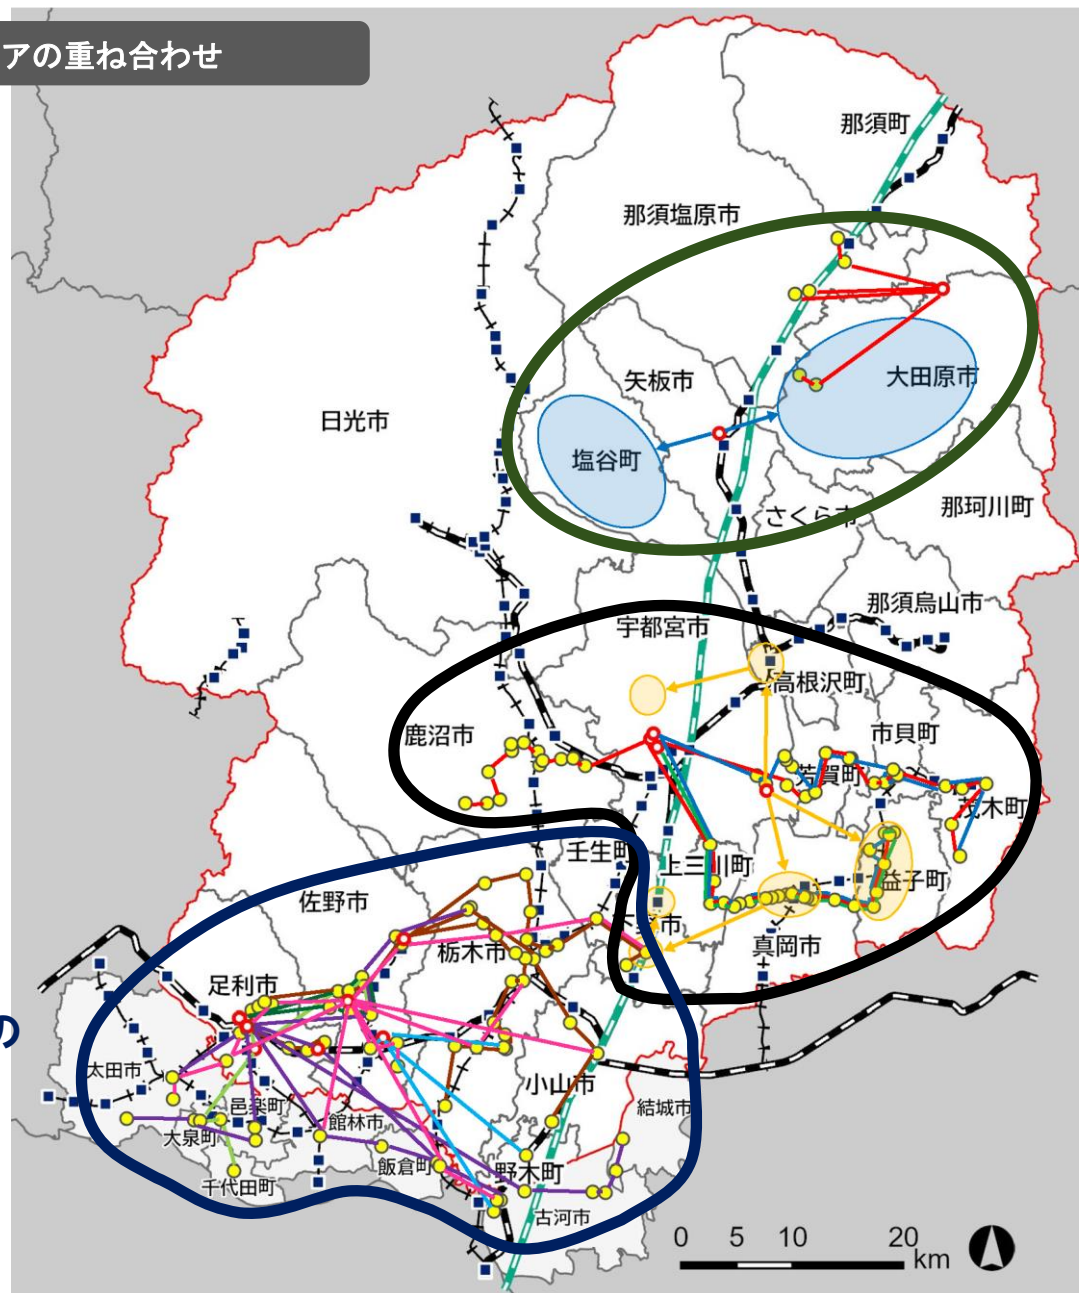 アの重ね合わせ
那須町
那須塩原市
矢板市
大田原市
日光市
塩谷町
さくら市
那珂川町
那須烏山市
宇都宮市
高根沢町
鹿沼市
市貝町
芳賀町
茂木町
壬生町
上三川町
益子町
佐野市
栃木市
真岡市
足利市
の
太田市
小山市
邑楽町
結城市
大泉町
館林市
飯倉町
野木町
千代田町
古河市
0 5 10 20
km